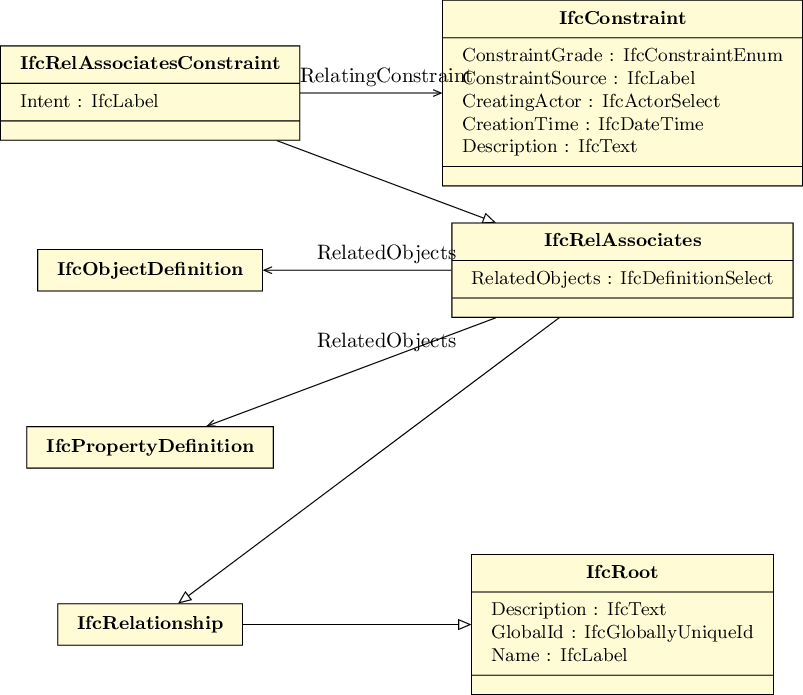 IfcConstraint
ConstraintGrade : IfcConstraintEnum
ConstraintSource : IfcLabel
CreatingActor : IfcActorSelect
CreationTime : IfcDateTime
Description : IfcText
IfcRelAssociatesConstraint
Intent : IfcLabel
RelatingConstraint
IfcRelAssociates
RelatedObjects : IfcDefinitionSelect
RelatedObjects
IfcObjectDefinition
RelatedObjects
IfcPropertyDefinition
IfcRelationship
IfcRoot
Description : IfcText
GlobalId : IfcGloballyUniqueId
Name : IfcLabel